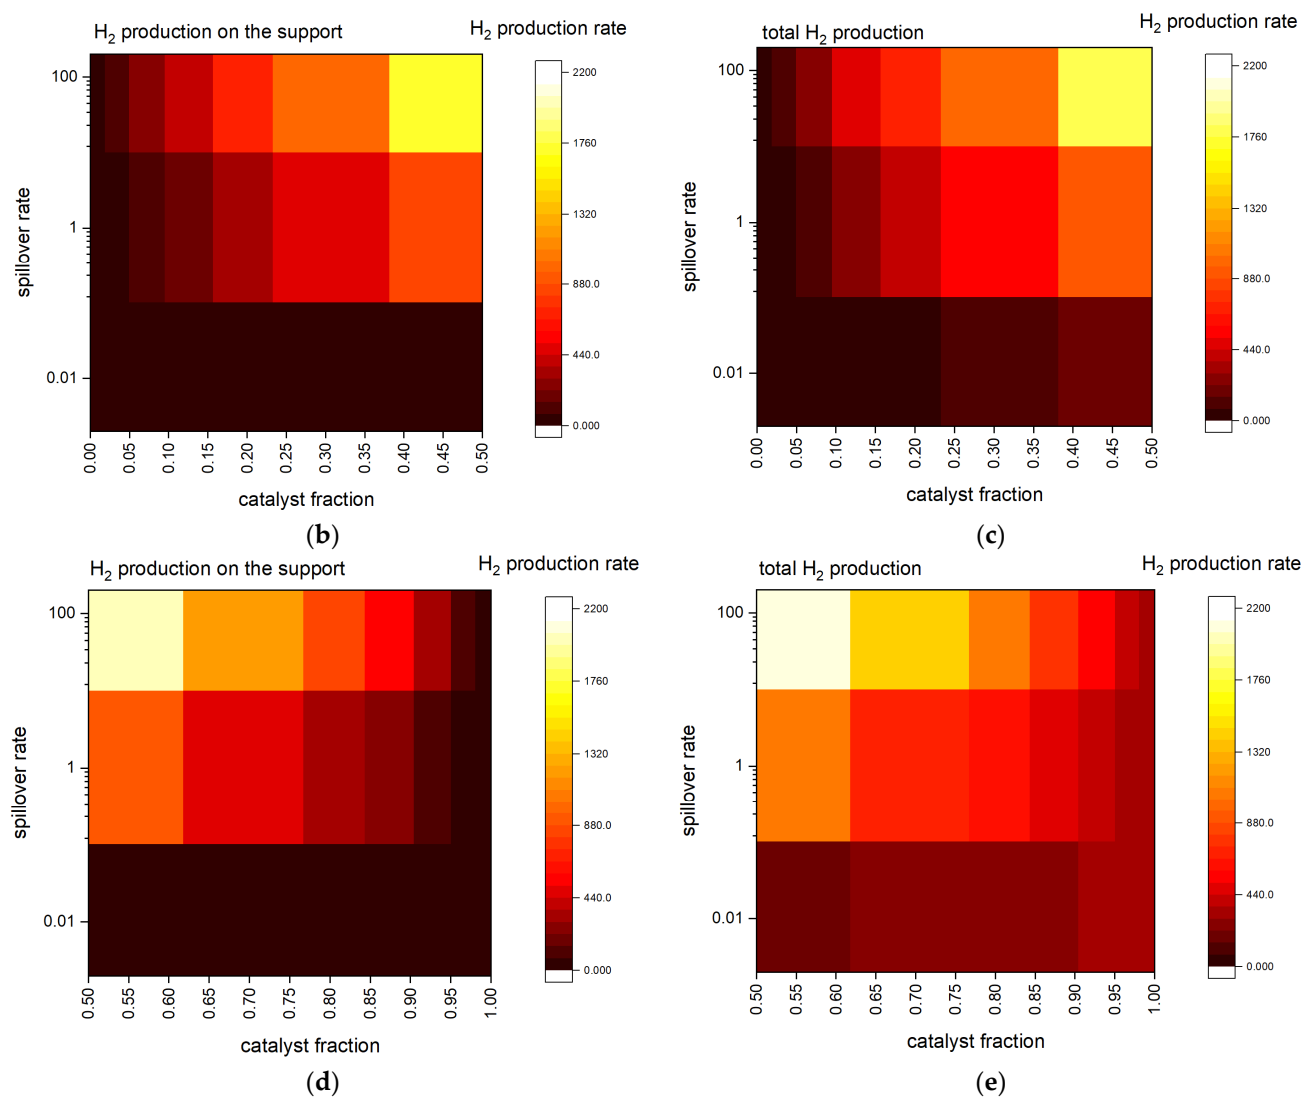 H2 production on the support
H2 production rate
100
1
0.01
spillover rate
0.00 0.05 0.10 0.15 0.20 0.25 0.30 0.35 0.40 0.45 0.50
catalyst fraction
2200
1760
1320
880.0
440.0
0.000
(b)
total H2 production
H2 production rate
100
1
0.01
spillover rate
0.00 0.05 0.10 0.15 0.20 0.25 0.30 0.35 0.40 0.45 0.50
catalyst fraction
2200
1760
1320
880.0
440.0
0.000
(c)
H2 production on the support
H2 production rate
100
1
0.01
spillover rate
0.50 0.55 0.60 0.65 0.70 0.75 0.80 0.85 0.90 0.95 1.00
catalyst fraction
2200
1760
1320
880.0
440.0
0.000
(d)
total H2 production
H2 production rate
100
1
0.01
spillover rate
0.50 0.55 0.60 0.65 0.70 0.75 0.80 0.85 0.90 0.95 1.00
catalyst fraction
2200
1760
1320
880.0
440.0
0.000
(e)